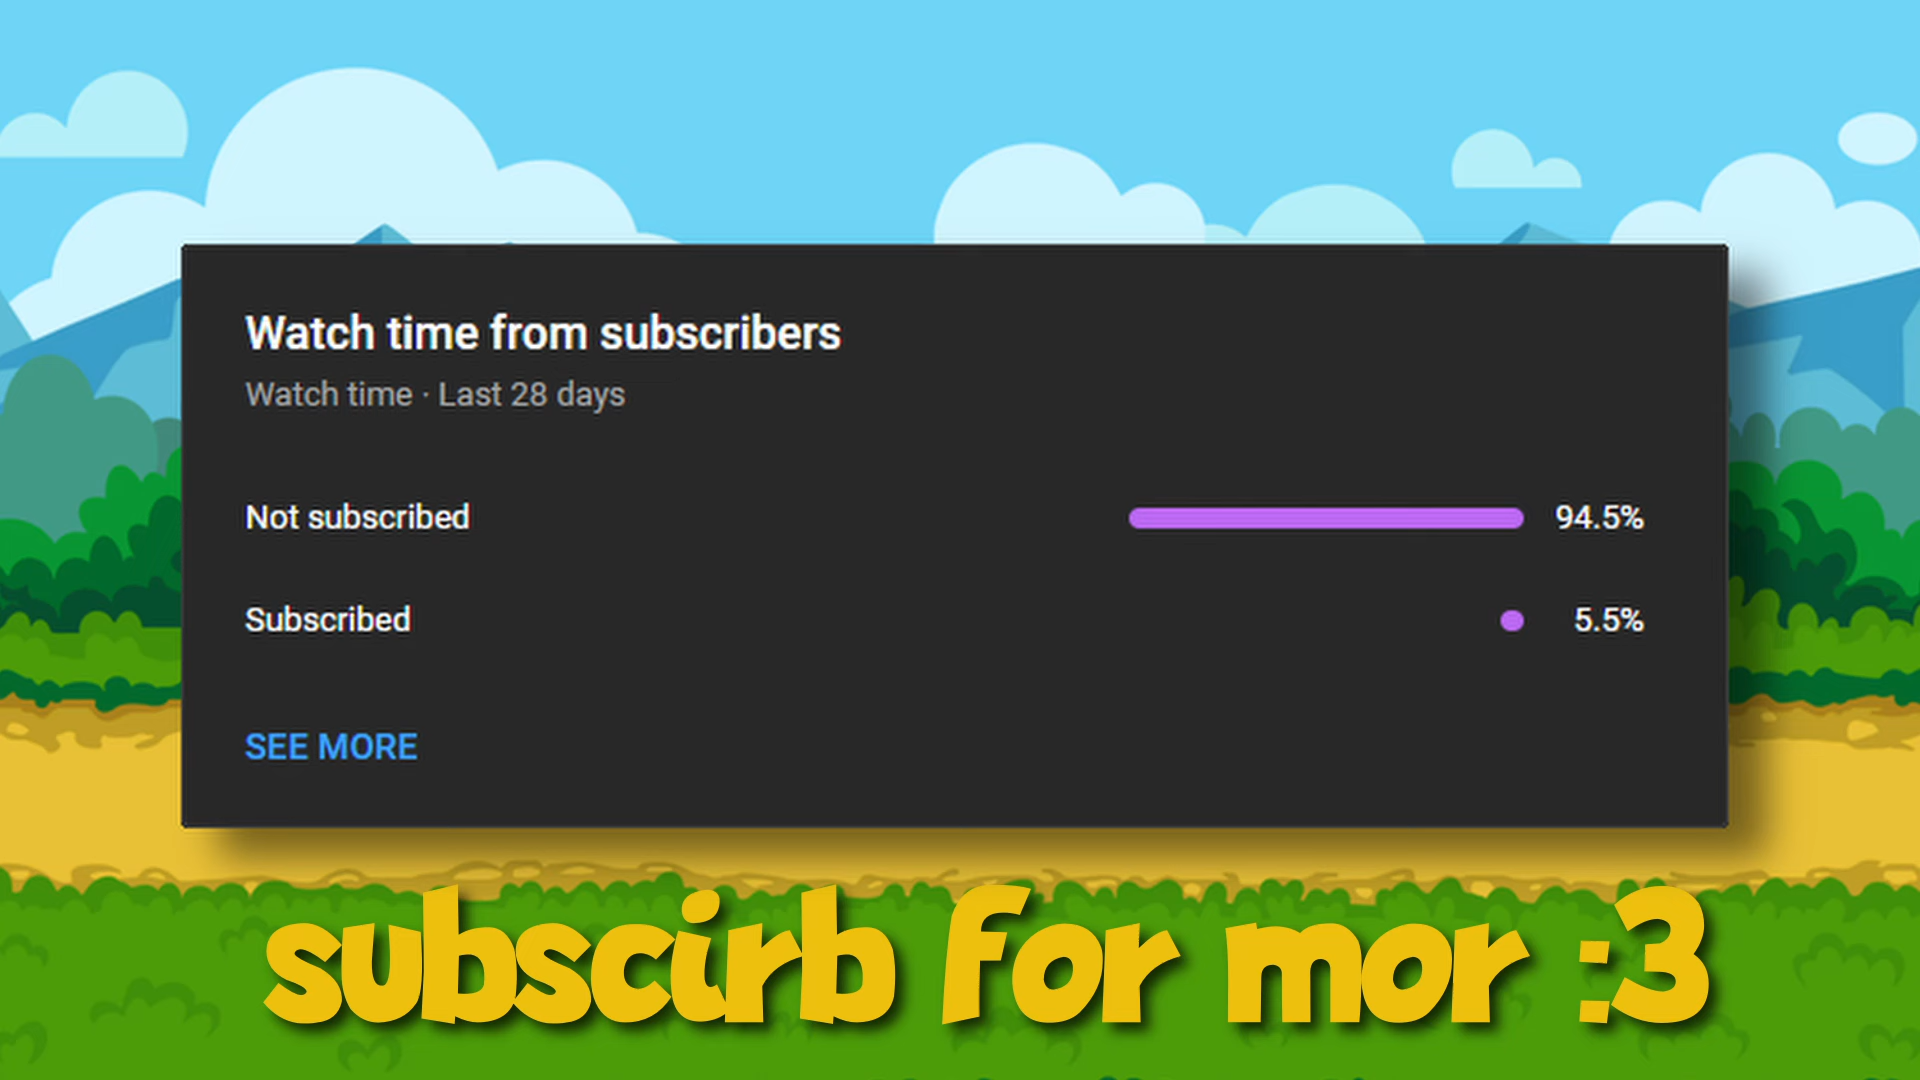 Watch time from subscribers
Watch time · Last 28 days
Not subscribed 94.5%
Subscribed 5.5%
SEE MORE
subscirb for mor :3